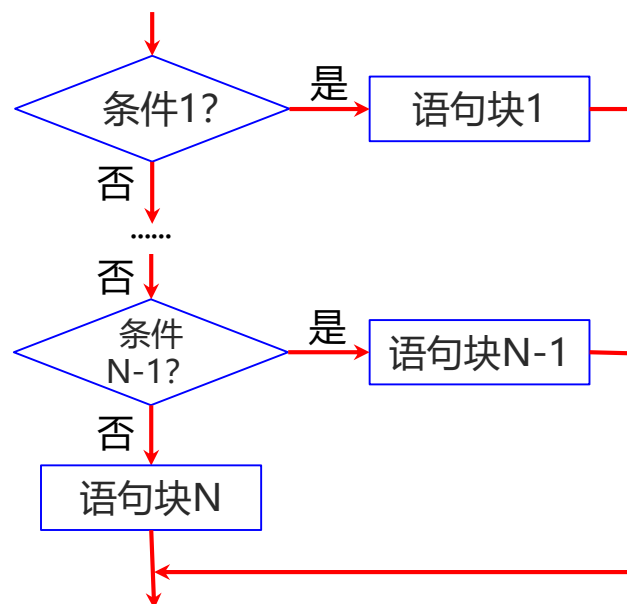 条件1?
是
语句块1
否
......
否
条件
N-1?
是
语句块N-1
否
语句块N